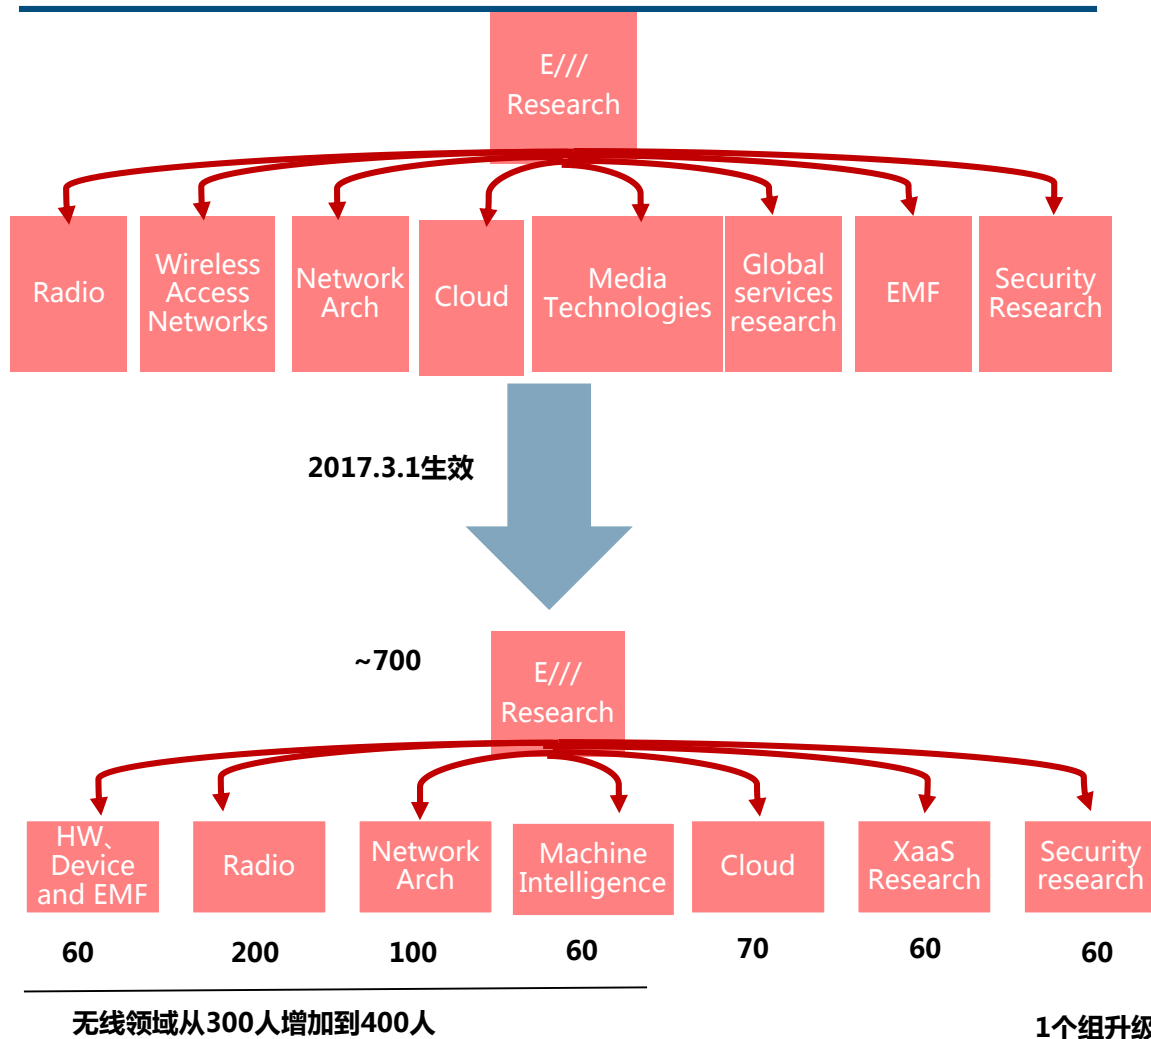 E///
Research
Radio
Wireless
Access
Networks
Network
Arch
Cloud
Media
Technologies
Global
services
research
EMF
Security
Research
2017.3.1生效
~700
E///
Research
HW、
Device
and EMF
Radio
Network
Arch
Machine
Intelligence
Cloud
XaaS
Research
Security
research
60
200
100
60
70
60
60
无线领域从300人增加到400人
1个组升级